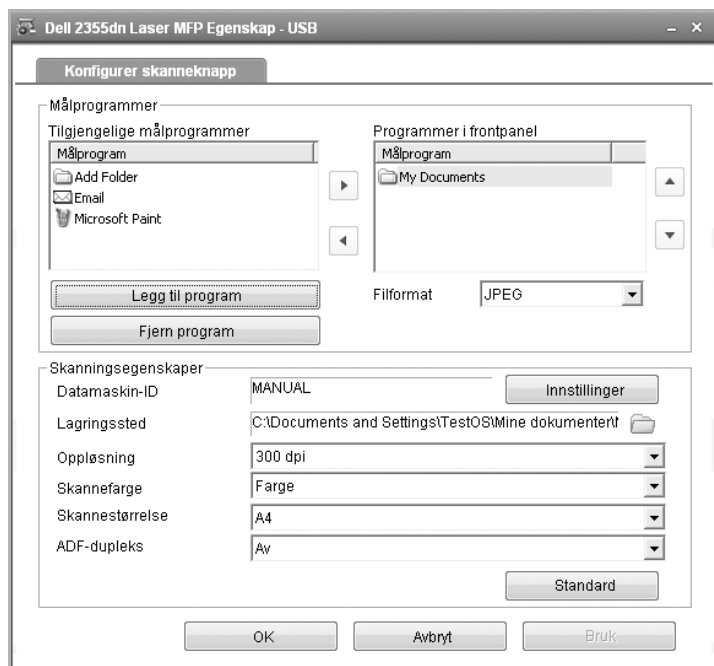 Dell 2355dn Laser MFP Egenskap - USB
Konfigurer skanneknapp
Målprogrammer
Tilgjengelige målprogrammer
Målprogram
Add Folder
Email
Microsoft Paint
Programmer i frontpanel
Målprogram
My Documents
Legg til program
Fjern program
Filformat JPEG
Skanningsegenskaper
Datamaskin-ID MANUAL Innstillinger
Lagringssted C:\Documents and Settings\TestOS\Mine dokumenter\
Oppløsning 300 dpi
Skannefarge Farge
Skannestørrelse A4
ADF-dupleks Av
Standard
OK Avbryt Bruk